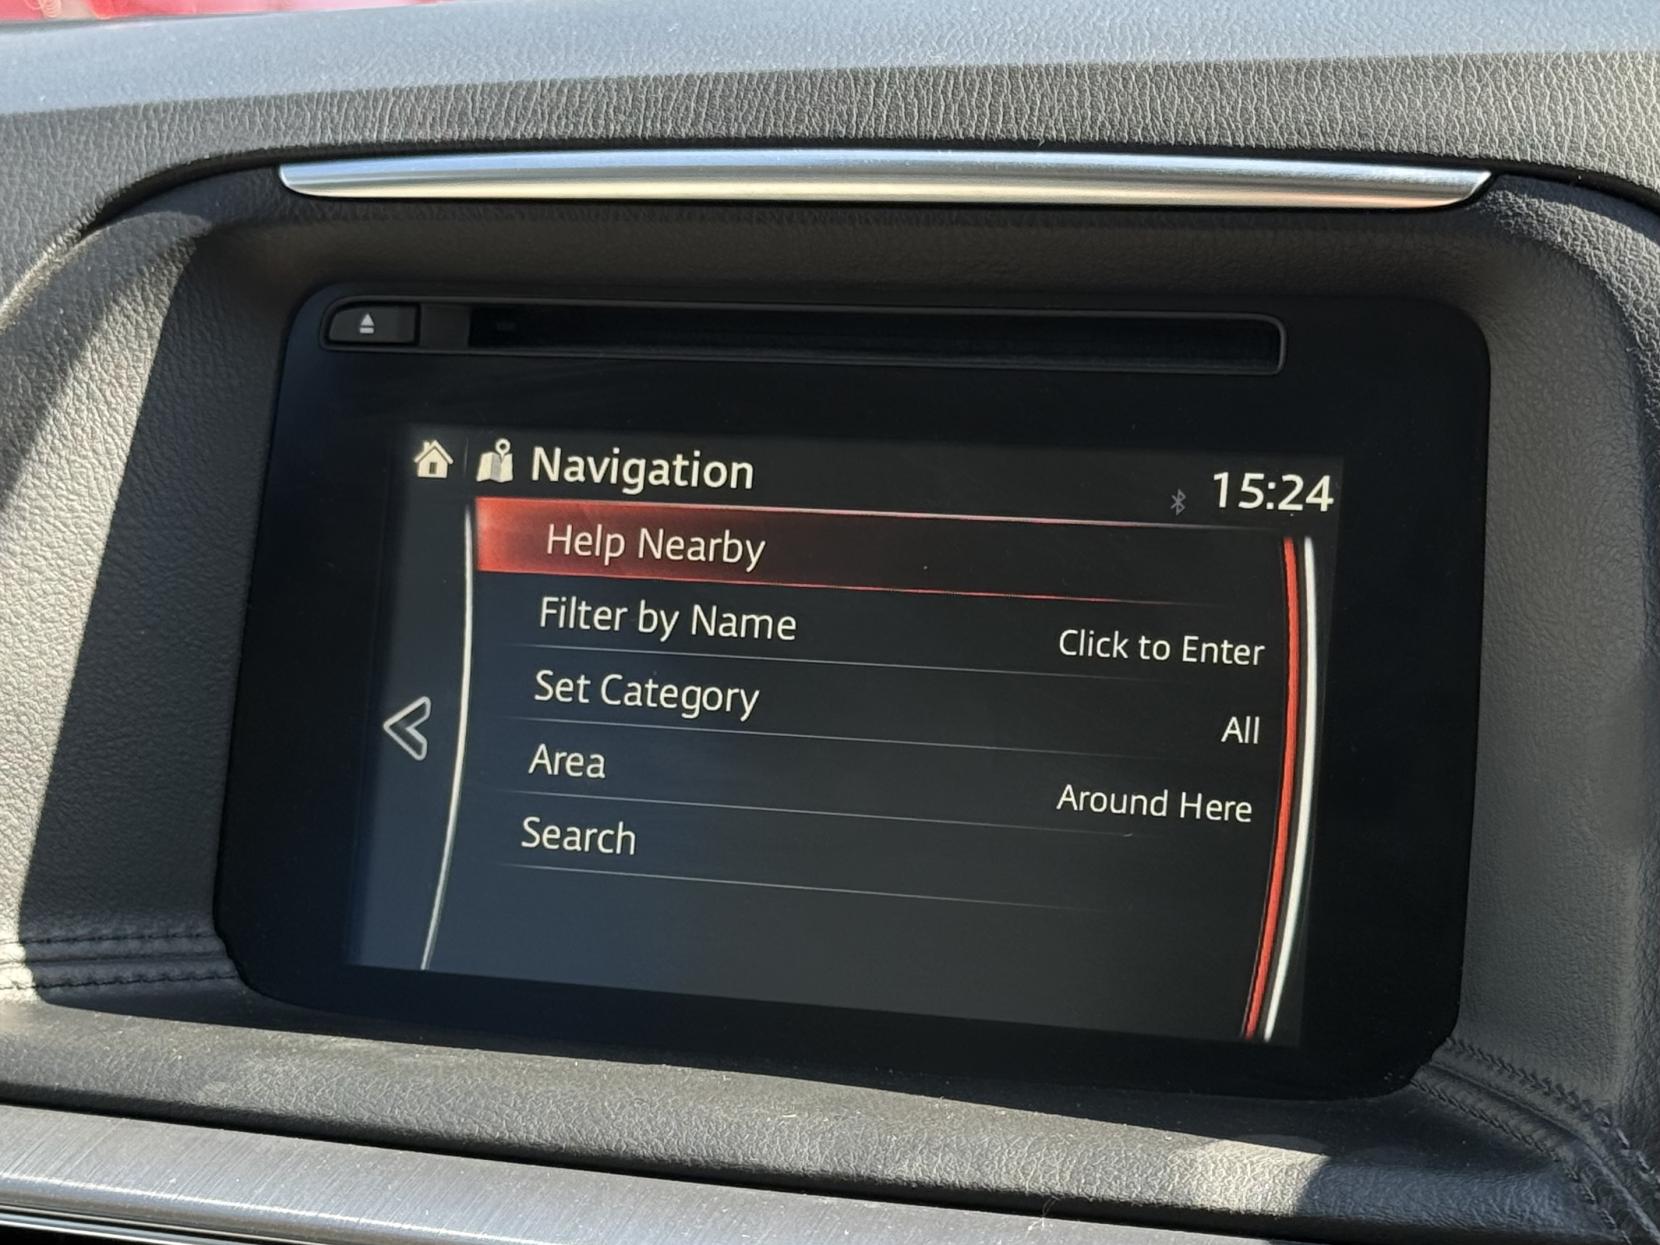 Navigation
15:24
Help Nearby
Filter by Name
Click to Enter
Set Category
All
Area
Around Here
Search